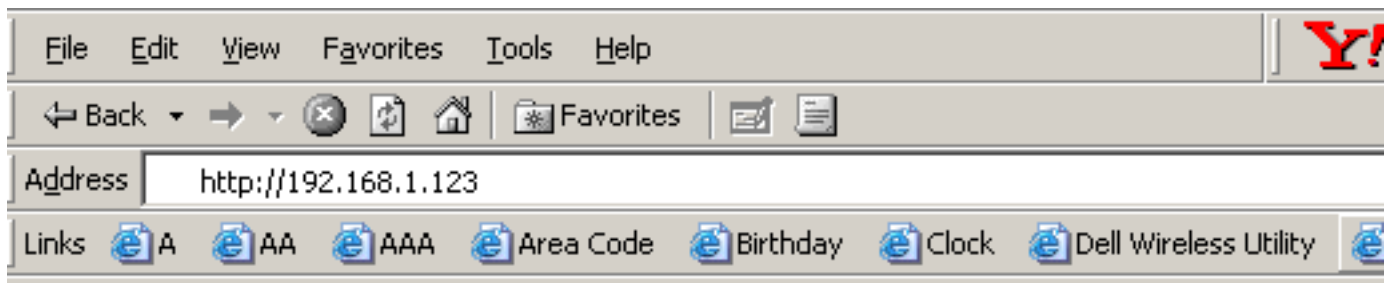 File Edit View Favorites Tools Help Y!
Back Favorites
Address http://192.168.1.123
Links A AA AAA Area Code Birthday Clock Dell Wireless Utility